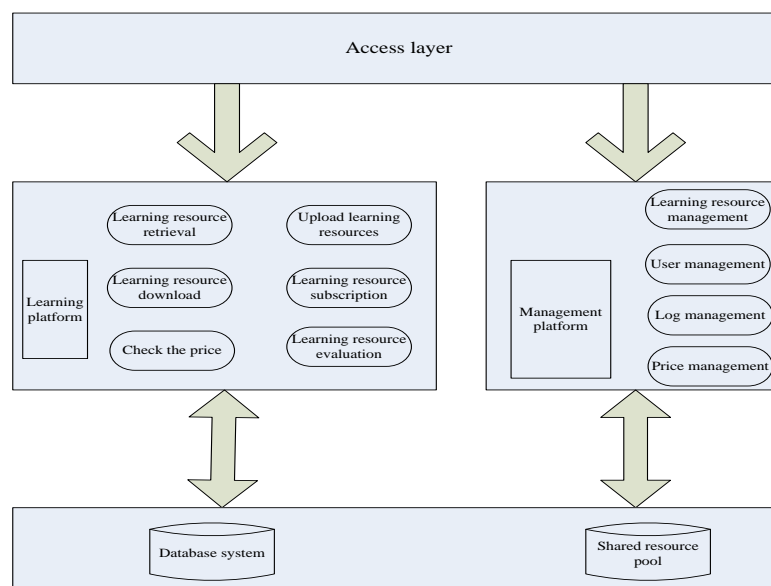 Access layer
Learning resource
retrieval
Upload learning
resources
Learning
platform
Learning resource
download
Learning resource
subscription
Check the price
Learning resource
evaluation
Learning resource
management
Management
platform
User management
Log management
Price management
Database system
Shared resource
pool